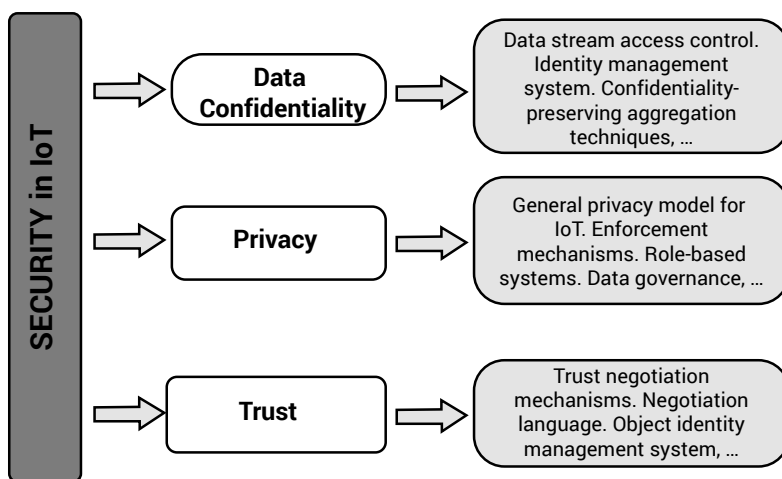 SECURITY in IoT
Data
Confidentiality
Data stream access control.
Identity management
system. Confidentiality-
preserving aggregation
techniques, ...
Privacy
General privacy model for
IoT. Enforcement
mechanisms. Role-based
systems. Data governance, ...
Trust
Trust negotiation
mechanisms. Negotiation
language. Object identity
management system, ...